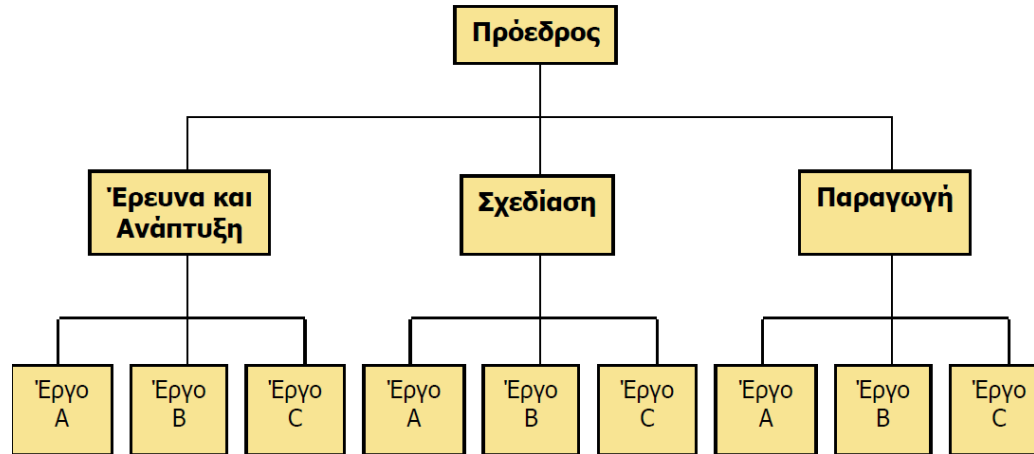 Πρόεδρος
Έρευνα και
Ανάπτυξη
Σχεδίαση
Παραγωγή
Έργο
A
Έργο
B
Έργο
C
Έργο
A
Έργο
B
Έργο
C
Έργο
A
Έργο
B
Έργο
C